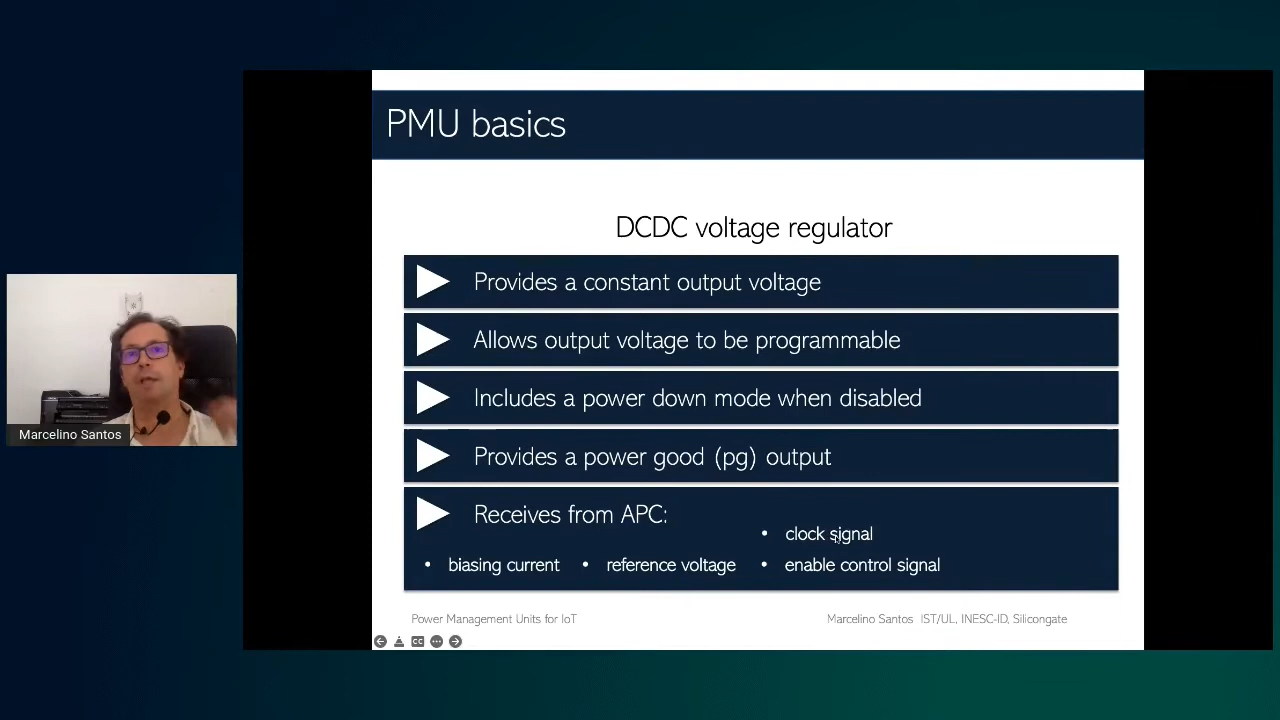 PMU basics
DCDC voltage regulator
Provides a constant output voltage
Allows output voltage to be programmable
Includes a power down mode when disabled
Provides a power good (pg) output
Receives from APC:
• clock signal
• biasing current • reference voltage • enable control signal
Power Management Units for IoT Marcelino Santos IST/UL, INESC-ID, Silicongate
CC
Marcelino Santos